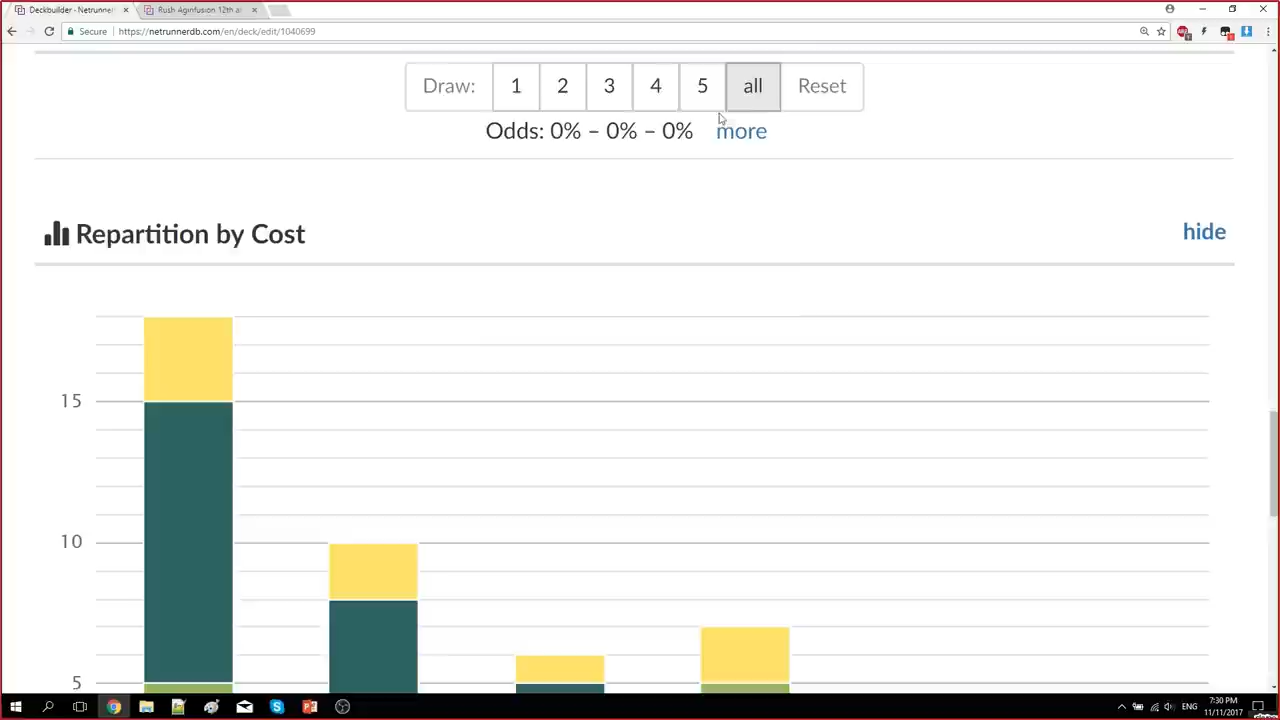 Deckbuilder - Netrunne
Rush Aginfusion 12th al
Secure
https://netrunnerdb.com/en/deck/edit/1040699
Draw: 1 2 3 4 5 all Reset
Odds: 0% – 0% – 0% more
Repartition by Cost
hide
15
10
5
ENG
7:30 PM
11/11/2017